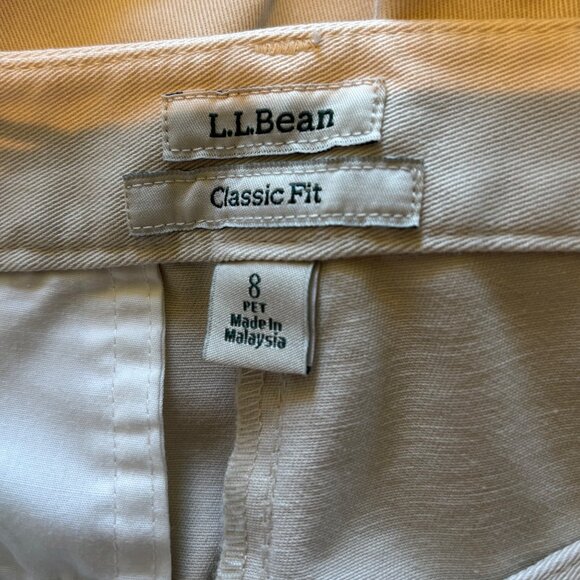 L.L.Bean
Classic Fit
8
PET
Made In
Malaysia